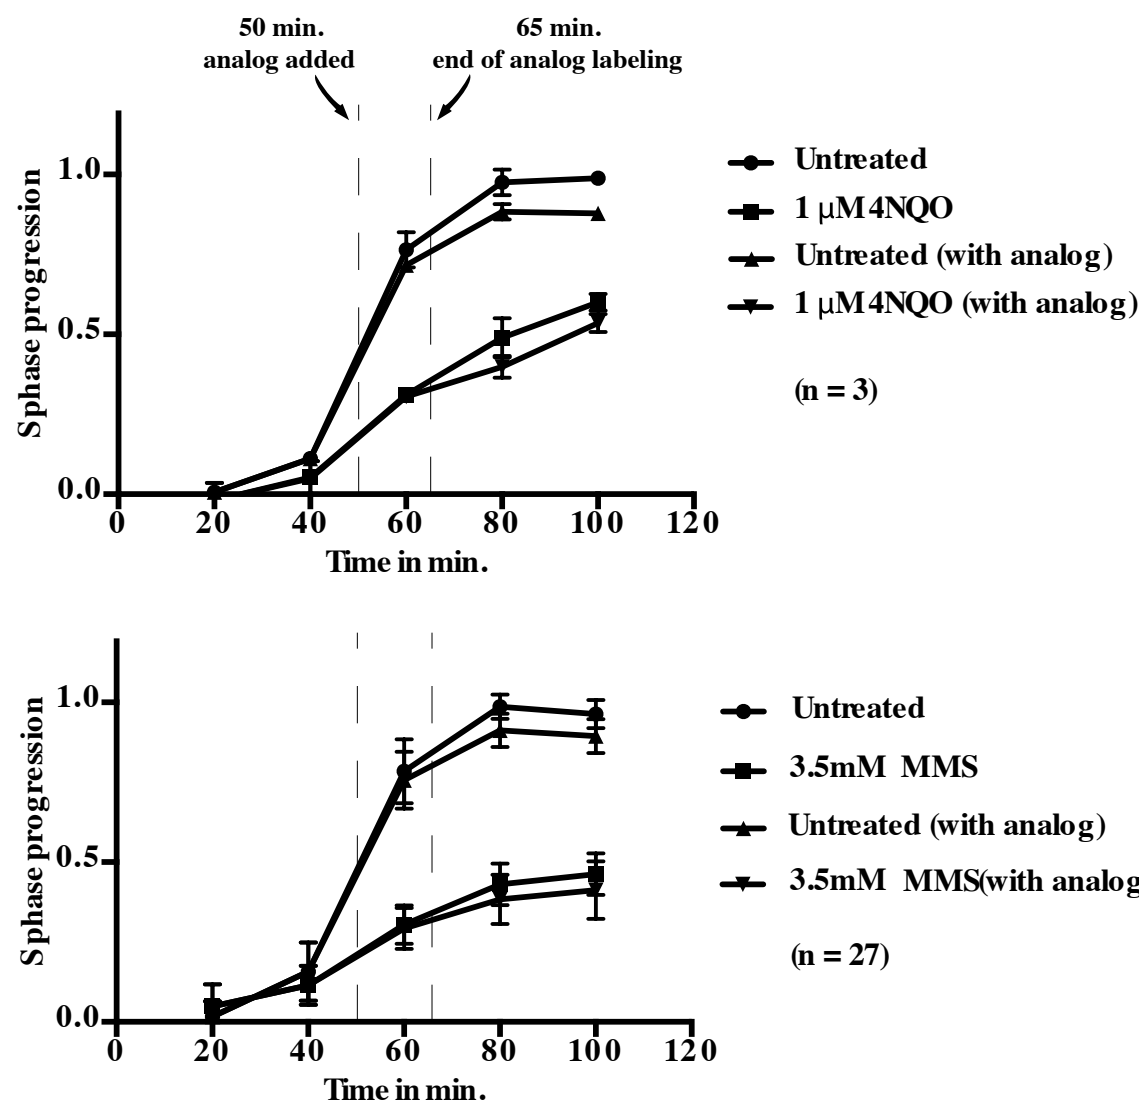 50 min.
analog added
65 min.
end of analog labeling
1.0
0.5
0.0
Sphase progression
0 20 40 60 80 100 120
Time in min.
Untreated
1 µM4NQO
Untreated (with analog)
1 µM4NQO (with analog)
(n = 3)
1.0
0.5
0.0
Sphase progression
0 20 40 60 80 100 120
Time in min.
Untreated
3.5mM MMS
Untreated (with analog)
3.5mM MMS(with analog
(n = 27)